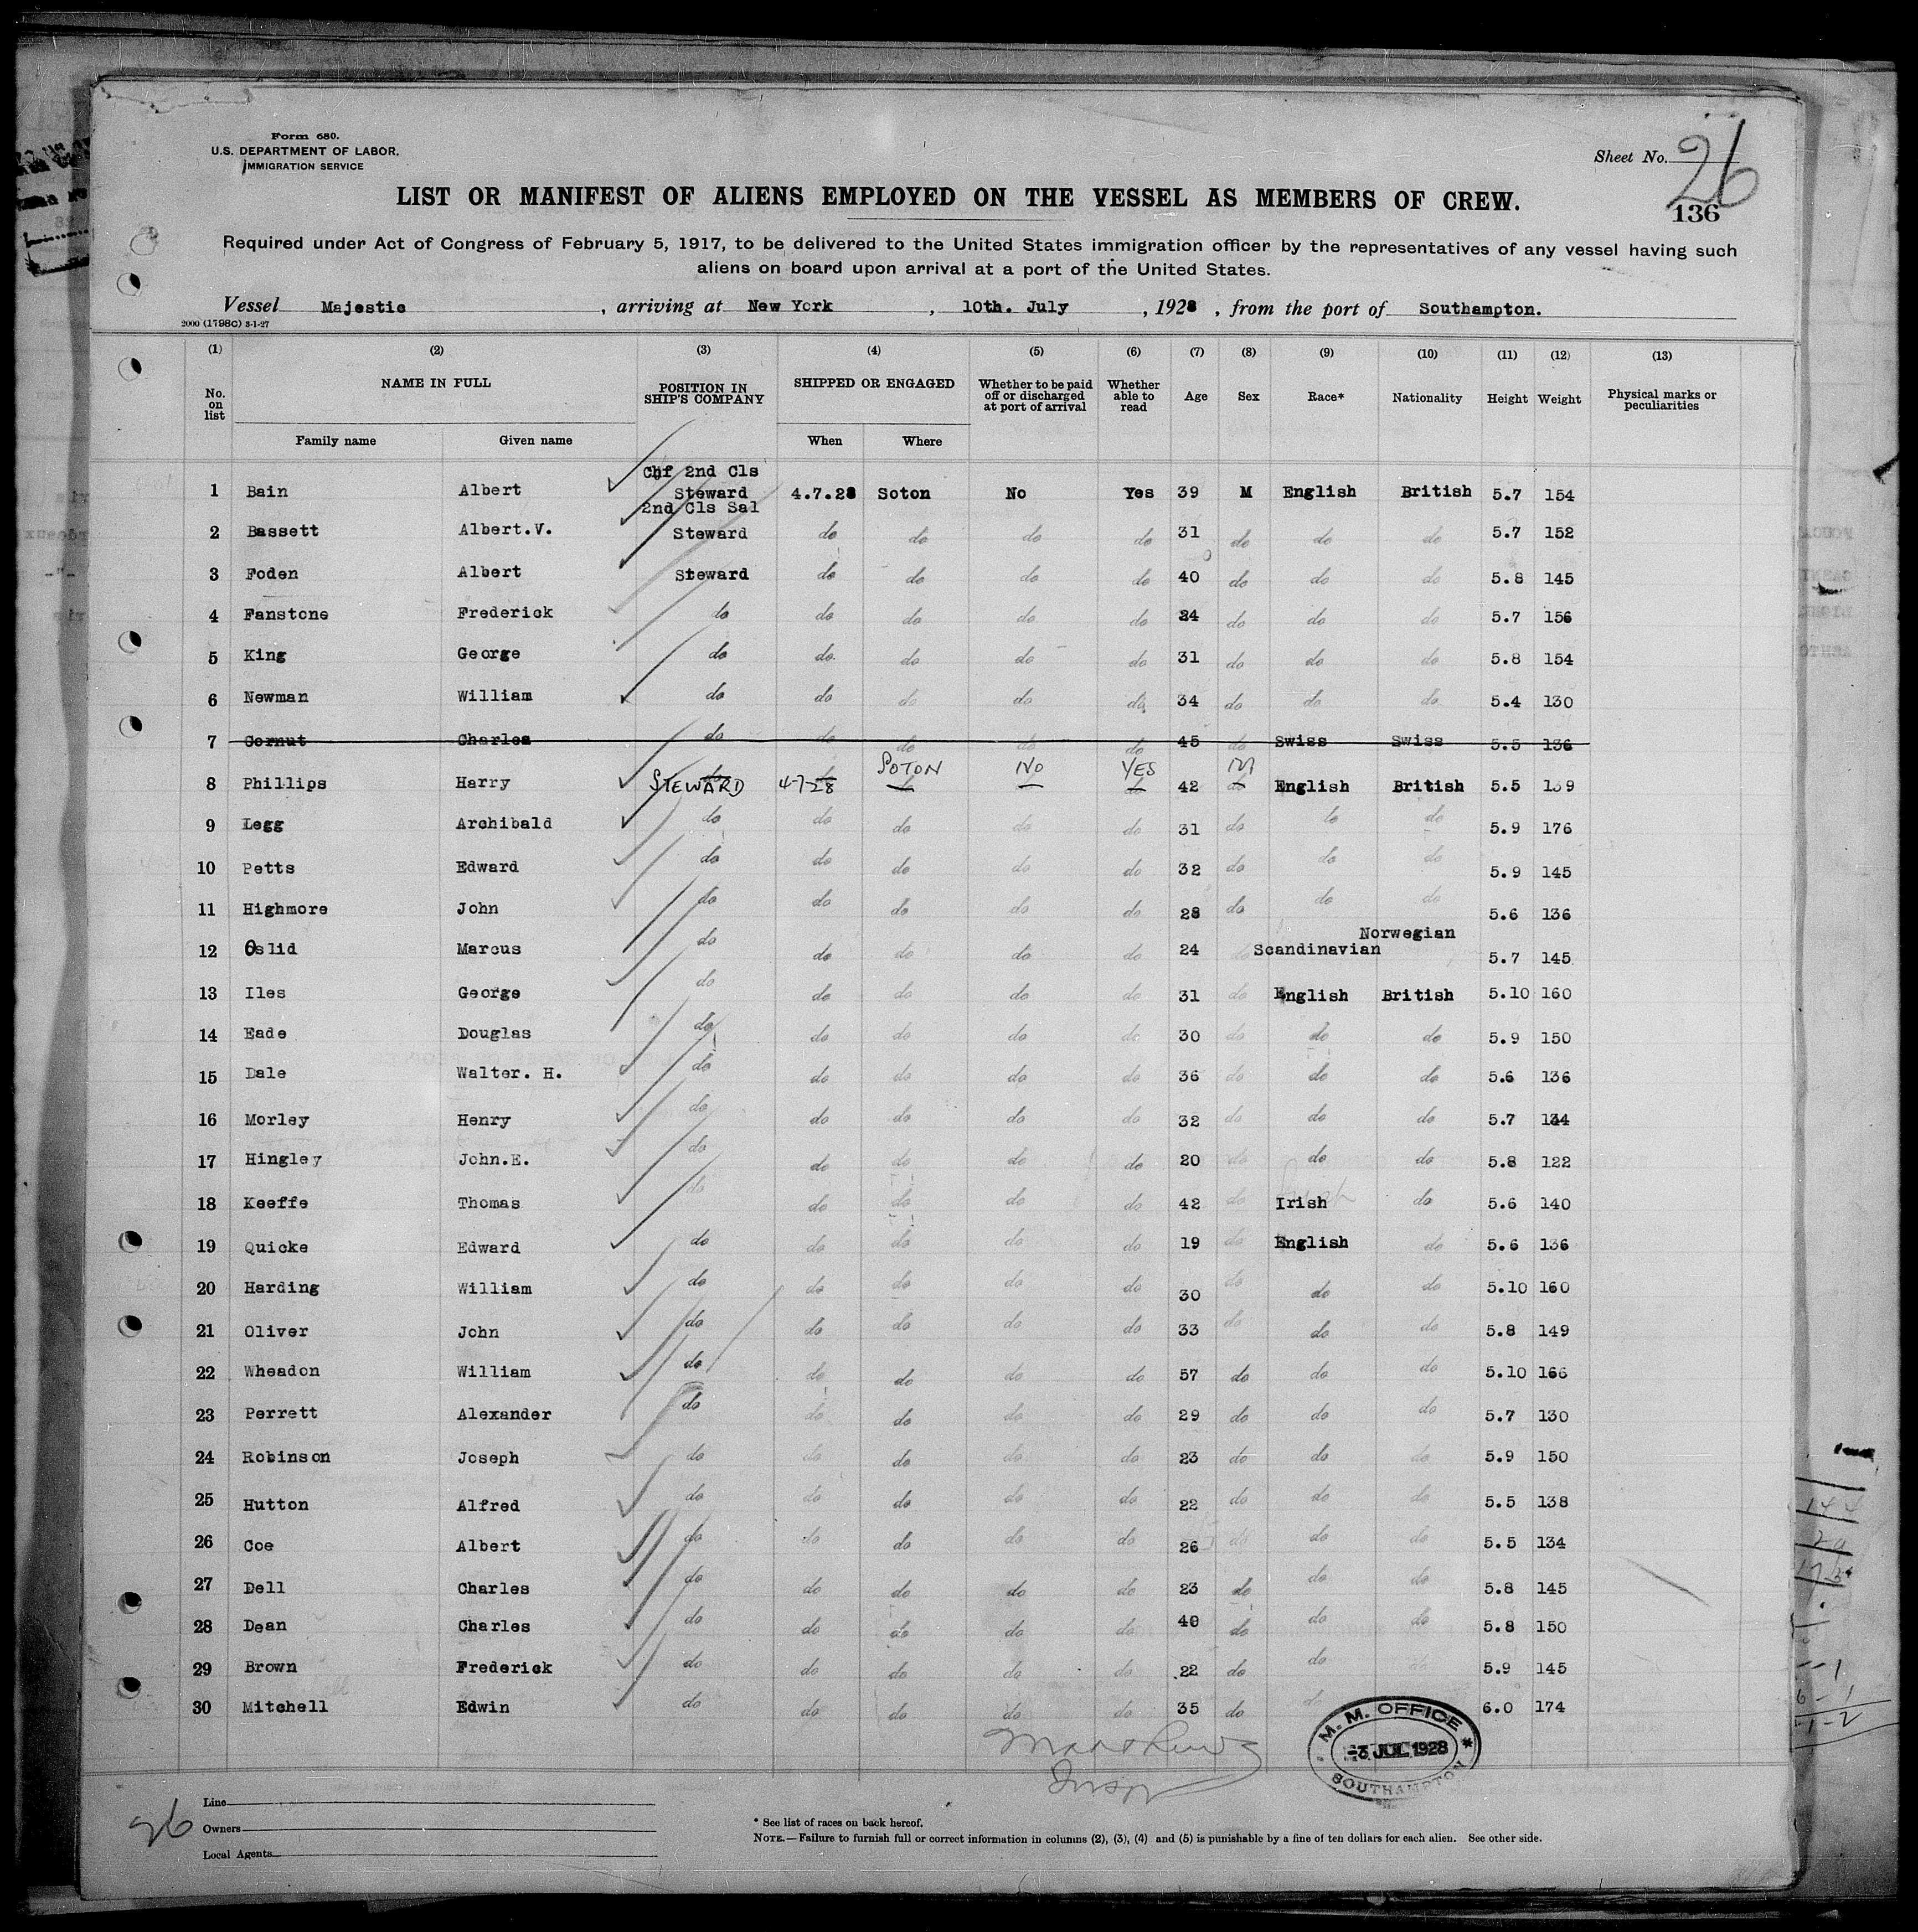 Form 680.
U.S. DEPARTMENT OF LABOR.
IMMIGRATION SERVICE
Sheet No. 26
136
LIST OR MANIFEST OF ALIENS EMPLOYED ON THE VESSEL AS MEMBERS OF CREW.
Required under Act of Congress of February 5, 1917, to be delivered to the United States immigration officer by the representatives of any vessel having such
aliens on board upon arrival at a port of the United States.
Vessel Majestic , arriving at New York , 10th. July , 1928 , from the port of Southampton.
2000 (1798C) 3-1-27
(1) (2) (3) (4) (5) (6) (7) (8) (9) (10) (11) (12) (13)
No. on list NAME IN FULL POSITION IN SHIP'S COMPANY SHIPPED OR ENGAGED Whether to be paid off or discharged at port of arrival Whether able to read Age Sex Race* Nationality Height Weight Physical marks or peculiarities
Family name Given name When Where
1 Bain Albert Chf 2nd Cls Steward 4.7.28 Soton No Yes 39 M English British 5.7 154
2 Bassett Albert.V. 2nd Cls Sal Steward do do do do 31 do do do 5.7 152
3 Foden Albert Steward do do do do 40 do do do 5.8 145
4 Fanstone Frederick do do do do do 24 do do do 5.7 156
5 King George do do do do do 31 do do do 5.8 154
6 Newman William do do do do do 34 do do do 5.4 130
7 Cornut Charles do do do do do 45 do Swiss Swiss 5.5 136
8 Phillips Harry STEWARD 4-7-28 SOTON NO YES 42 M English British 5.5 139
9 Legg Archibald do do do do do 31 do do do 5.9 176
10 Petts Edward do do do do do 32 do do do 5.9 145
11 Highmore John do do do do do 28 do do do 5.6 136
12 Oslid Marcus do do do do do 24 do Scandinavian Norwegian 5.7 145
13 Iles George do do do do do 31 do English British 5.10 160
14 Eade Douglas do do do do do 30 do do do 5.9 150
15 Dale Walter. H. do do do do do 36 do do do 5.6 136
16 Morley Henry do do do do do 32 do do do 5.7 134
17 Hingley John.E. do do do do do 20 do do do 5.8 122
18 Keeffe Thomas do do do do do 42 do Irish do 5.6 140
19 Quicke Edward do do do do do 19 do English do 5.6 136
20 Harding William do do do do do 30 do do do 5.10 160
21 Oliver John do do do do do 33 do do do 5.8 149
22 Wheadon William do do do do do 57 do do do 5.10 166
23 Perrett Alexander do do do do do 29 do do do 5.7 130
24 Robinson Joseph do do do do do 23 do do do 5.9 150
25 Hutton Alfred do do do do do 22 do do do 5.5 138
26 Coe Albert do do do do do 26 do do do 5.5 134
27 Dell Charles do do do do do 23 do do do 5.8 145
28 Dean Charles do do do do do 40 do do do 5.8 150
29 Brown Frederick do do do do do 22 do do do 5.9 145
30 Mitchell Edwin do do do do do 35 do do 6.0 174
M. M. OFFICE
-3 JUL 1928
SOUTHAMPTON
26
Line
Owners
Local Agents
* See list of races on back hereof.
NOTE.—Failure to furnish full or correct information in columns (2), (3), (4) and (5) is punishable by a fine of ten dollars for each alien. See other side.